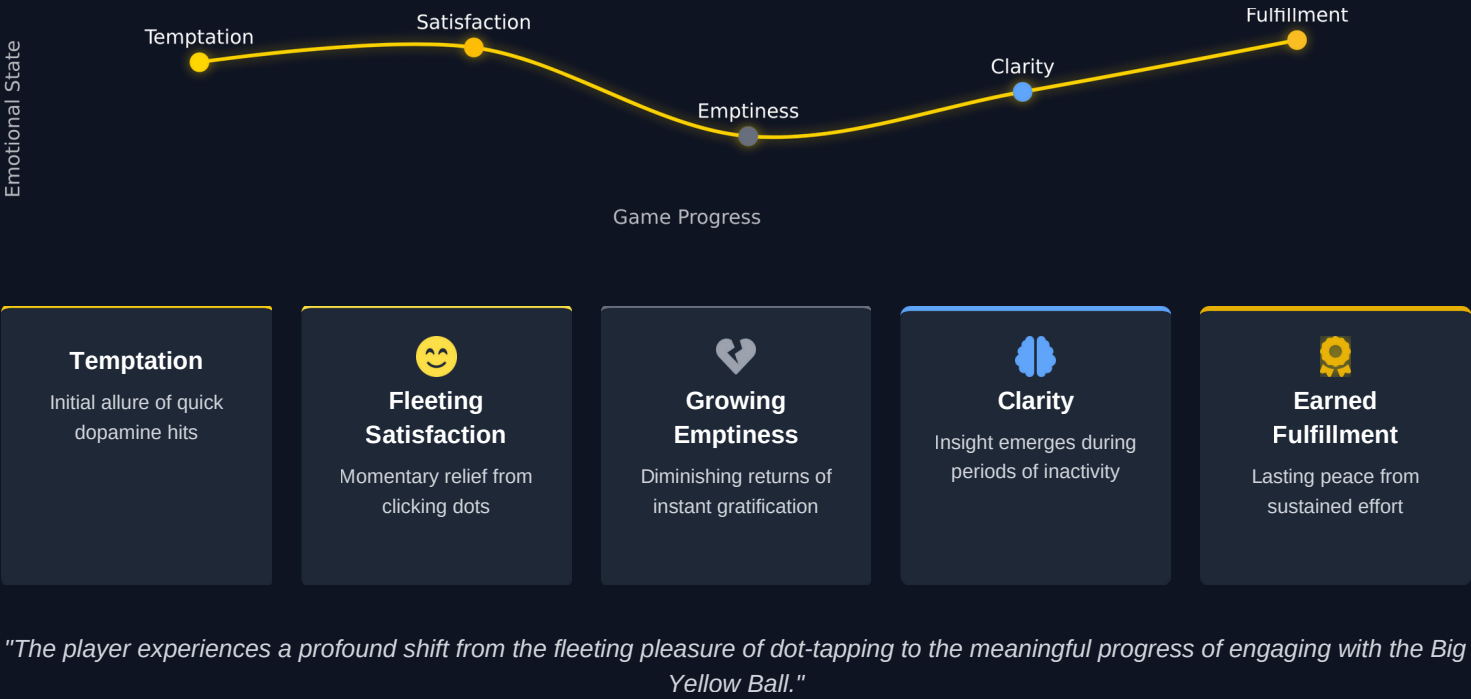 Fulfillment
Satisfaction
Temptation
Clarity
Emptiness
Emotional State
Game Progress
Temptation
Initial allure of quick
dopamine hits
Fleeting
Satisfaction
Momentary relief from
clicking dots
Growing
Emptiness
Diminishing returns of
instant gratification
Clarity
Insight emerges during
periods of inactivity
Earned
Fulfillment
Lasting peace from
sustained effort
"The player experiences a profound shift from the fleeting pleasure of dot-tapping to the meaningful progress of engaging with the Big
Yellow Ball."